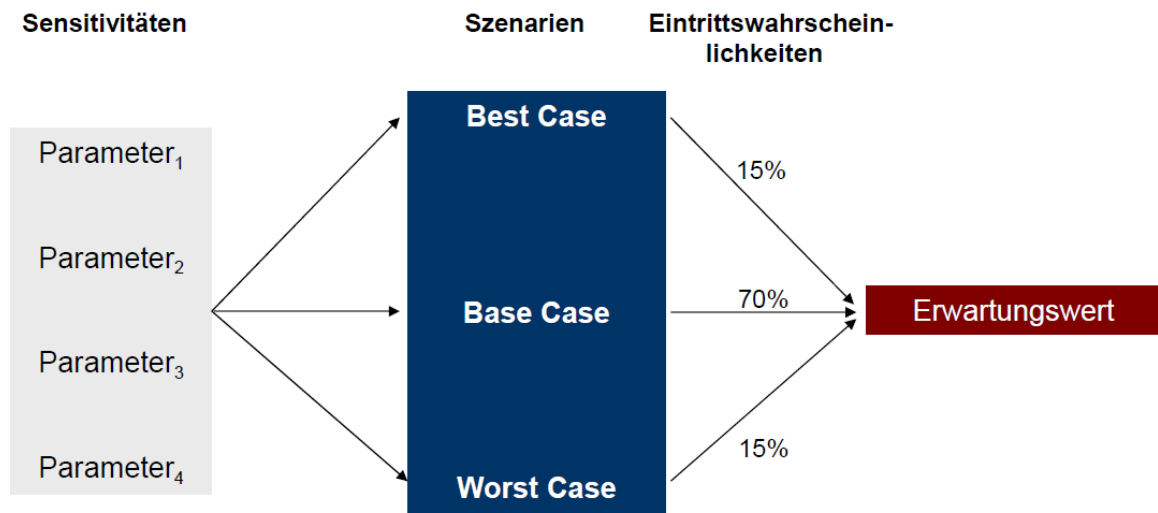 Sensitivitäten
Szenarien
Eintrittswahrschein-
lichkeiten
Parameter₁
Parameter₂
Parameter₃
Parameter₄
Best Case
Base Case
Worst Case
15%
70%
15%
Erwartungswert